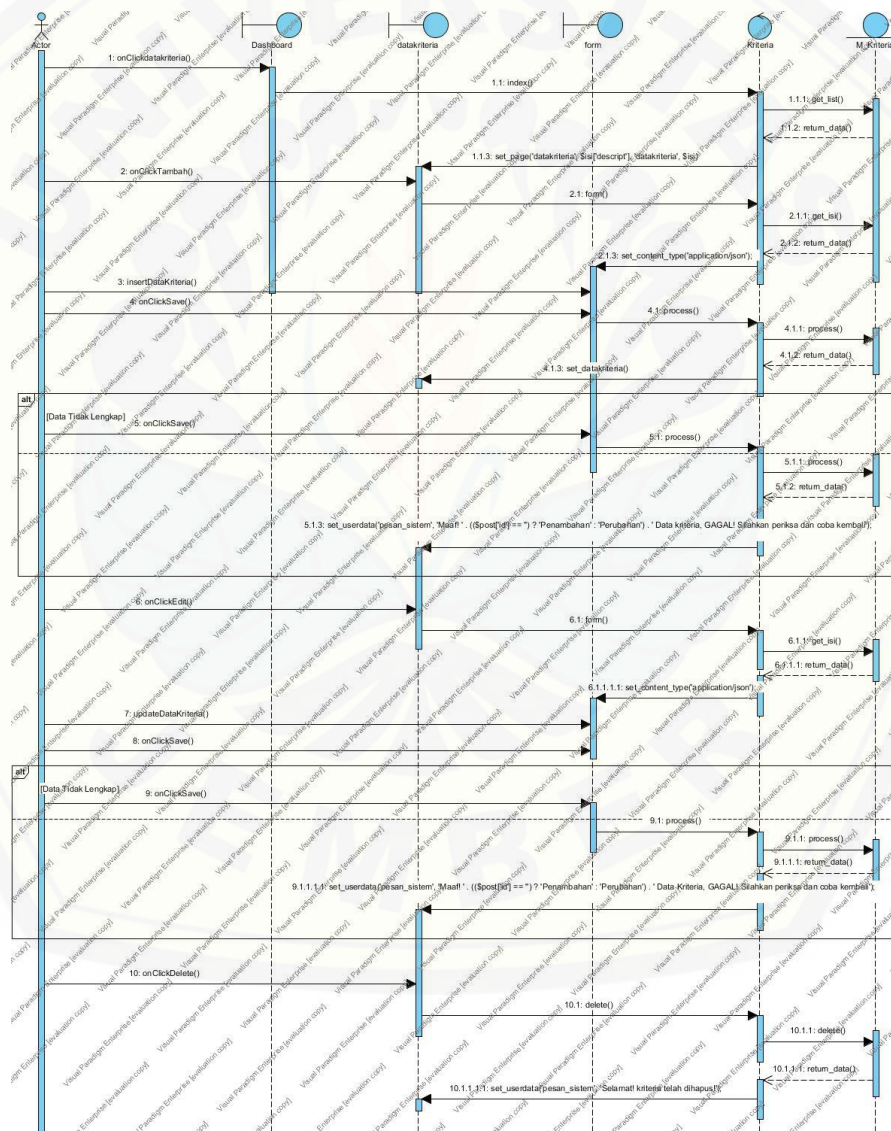 Actor
Dashboard
datakriteria
form
Kriteria
M_Kriteria
1: onClickdatakriteria()
1.1: index()
1.1.1: get_list()
1.1.2: return_data()
1.1.3: set_page('datakriteria', $isi['descript'], 'datakriteria', $isi)
2: onClickTambah()
2.1: form()
2.1.1: get_isi()
2.1.2: return_data()
2.1.3: set_content_type('application/json');
3: insertDataKriteria()
4: onClickSave()
4.1: process()
4.1.1: process()
4.1.2: return_data()
4.1.3: set_datakriteria()
alt
[Data Tidak Lengkap]
5: onClickSave()
5.1: process()
5.1.1: process()
5.1.2: return_data()
5.1.3: set_userdata('pesan_sistem', 'Maaf! ' . (($post['id'] == '') ? 'Penambahan' : 'Perubahan') . ' Data kriteria, GAGAL! Silahkan periksa dan coba kembali');
6: onClickEdit()
6.1: form()
6.1.1: get_isi()
6.1.1.1: return_data()
6.1.1.1.1: set_content_type('application/json');
7: updateDataKriteria()
8: onClickSave()
alt
[Data Tidak Lengkap]
9: onClickSave()
9.1: process()
9.1.1: process()
9.1.1.1: return_data()
9.1.1.1.1: set_userdata('pesan_sistem', 'Maaf! ' . (($post['id'] == '') ? 'Penambahan' : 'Perubahan') . ' Data Kriteria, GAGAL! Silahkan periksa dan coba kembali');
10: onClickDelete()
10.1: delete()
10.1.1: delete()
10.1.1.1: return_data()
10.1.1.1.1: set_userdata('pesan_sistem', 'Selamat! kriteria telah dihapus!');
Visual Paradigm Enterprise [evaluation copy]